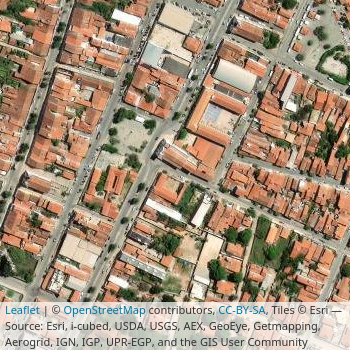 Leaflet | © OpenStreetMap contributors, CC-BY-SA, Tiles © Esri —
Source: Esri, i-cubed, USDA, USGS, AEX, GeoEye, Getmapping,
Aerogrid, IGN, IGP, UPR-EGP, and the GIS User Community